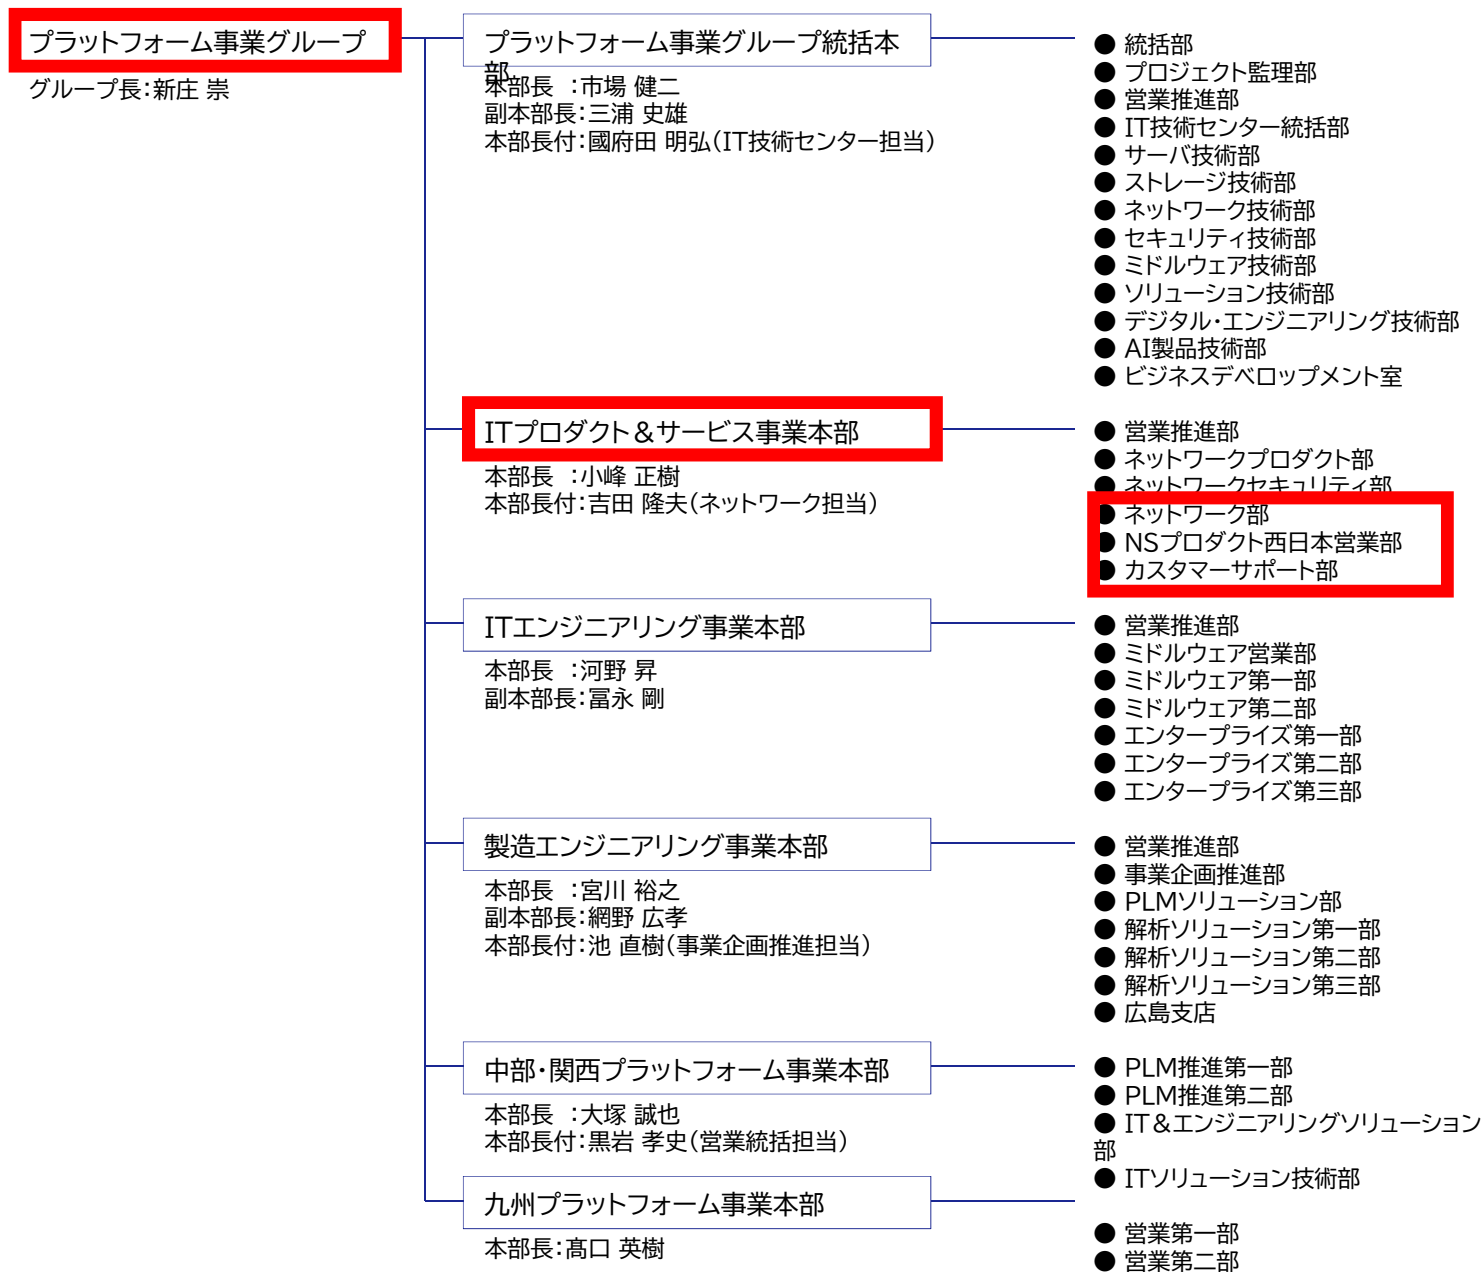 プラットフォーム事業グループ
グループ長：新庄 崇
プラットフォーム事業グループ統括本
部
本部長　：市場 健二
副本部長：三浦 史雄
本部長付：國府田 明弘（IT技術センター担当）
● 統括部
● プロジェクト監理部
● 営業推進部
● IT技術センター統括部
● サーバ技術部
● ストレージ技術部
● ネットワーク技術部
● セキュリティ技術部
● ミドルウェア技術部
● ソリューション技術部
● デジタル・エンジニアリング技術部
● AI製品技術部
● ビジネスデベロップメント室
ITプロダクト＆サービス事業本部
本部長　：小峰 正樹
本部長付：吉田 隆夫（ネットワーク担当）
● 営業推進部
● ネットワークプロダクト部
● ネットワークセキュリティ部
● ネットワーク部
● NSプロダクト西日本営業部
● カスタマーサポート部
ITエンジニアリング事業本部
本部長　：河野 昇
副本部長：冨永 剛
● 営業推進部
● ミドルウェア営業部
● ミドルウェア第一部
● ミドルウェア第二部
● エンタープライズ第一部
● エンタープライズ第二部
● エンタープライズ第三部
製造エンジニアリング事業本部
本部長　：宮川 裕之
副本部長：網野 広孝
本部長付：池 直樹（事業企画推進担当）
● 営業推進部
● 事業企画推進部
● PLMソリューション部
● 解析ソリューション第一部
● 解析ソリューション第二部
● 解析ソリューション第三部
● 広島支店
中部・関西プラットフォーム事業本部
本部長　：大塚 誠也
本部長付：黒岩 孝史（営業統括担当）
● PLM推進第一部
● PLM推進第二部
● IT＆エンジニアリングソリューション
部
● ITソリューション技術部
九州プラットフォーム事業本部
本部長：髙口 英樹
● 営業第一部
● 営業第二部